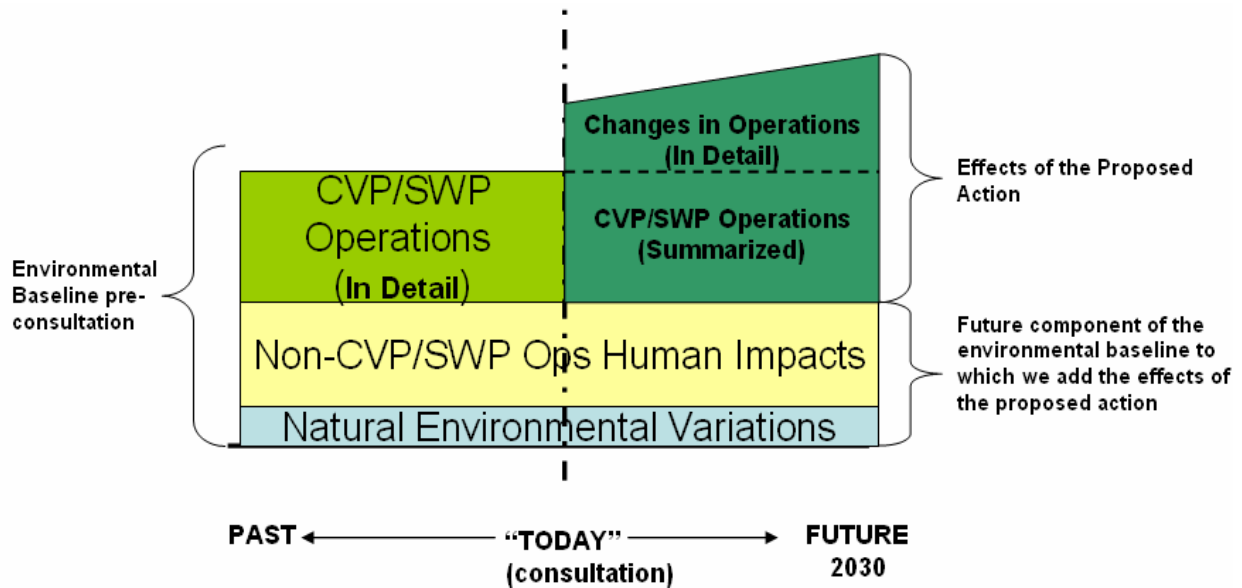 Changes in Operations
(In Detail)
CVP/SWP
Operations
(In Detail)
CVP/SWP Operations
(Summarized)
Effects of the Proposed
Action
Environmental
Baseline pre-
consultation
Non-CVP/SWP Ops Human Impacts
Natural Environmental Variations
Future component of the
environmental baseline to
which we add the effects of
the proposed action
PAST
“TODAY”
(consultation)
FUTURE
2030